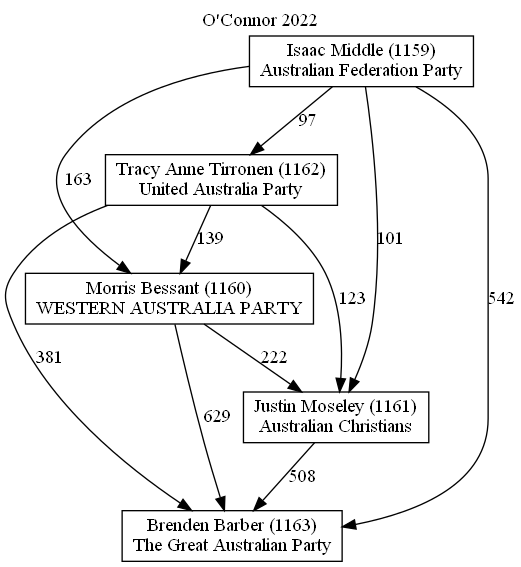 O'Connor 2022
Isaac Middle (1159)
Australian Federation Party
97
Tracy Anne Tirronen (1162)
United Australia Party
163
139
101
Morris Bessant (1160)
WESTERN AUSTRALIA PARTY
123
542
381
222
Justin Moseley (1161)
Australian Christians
629
508
Brenden Barber (1163)
The Great Australian Party